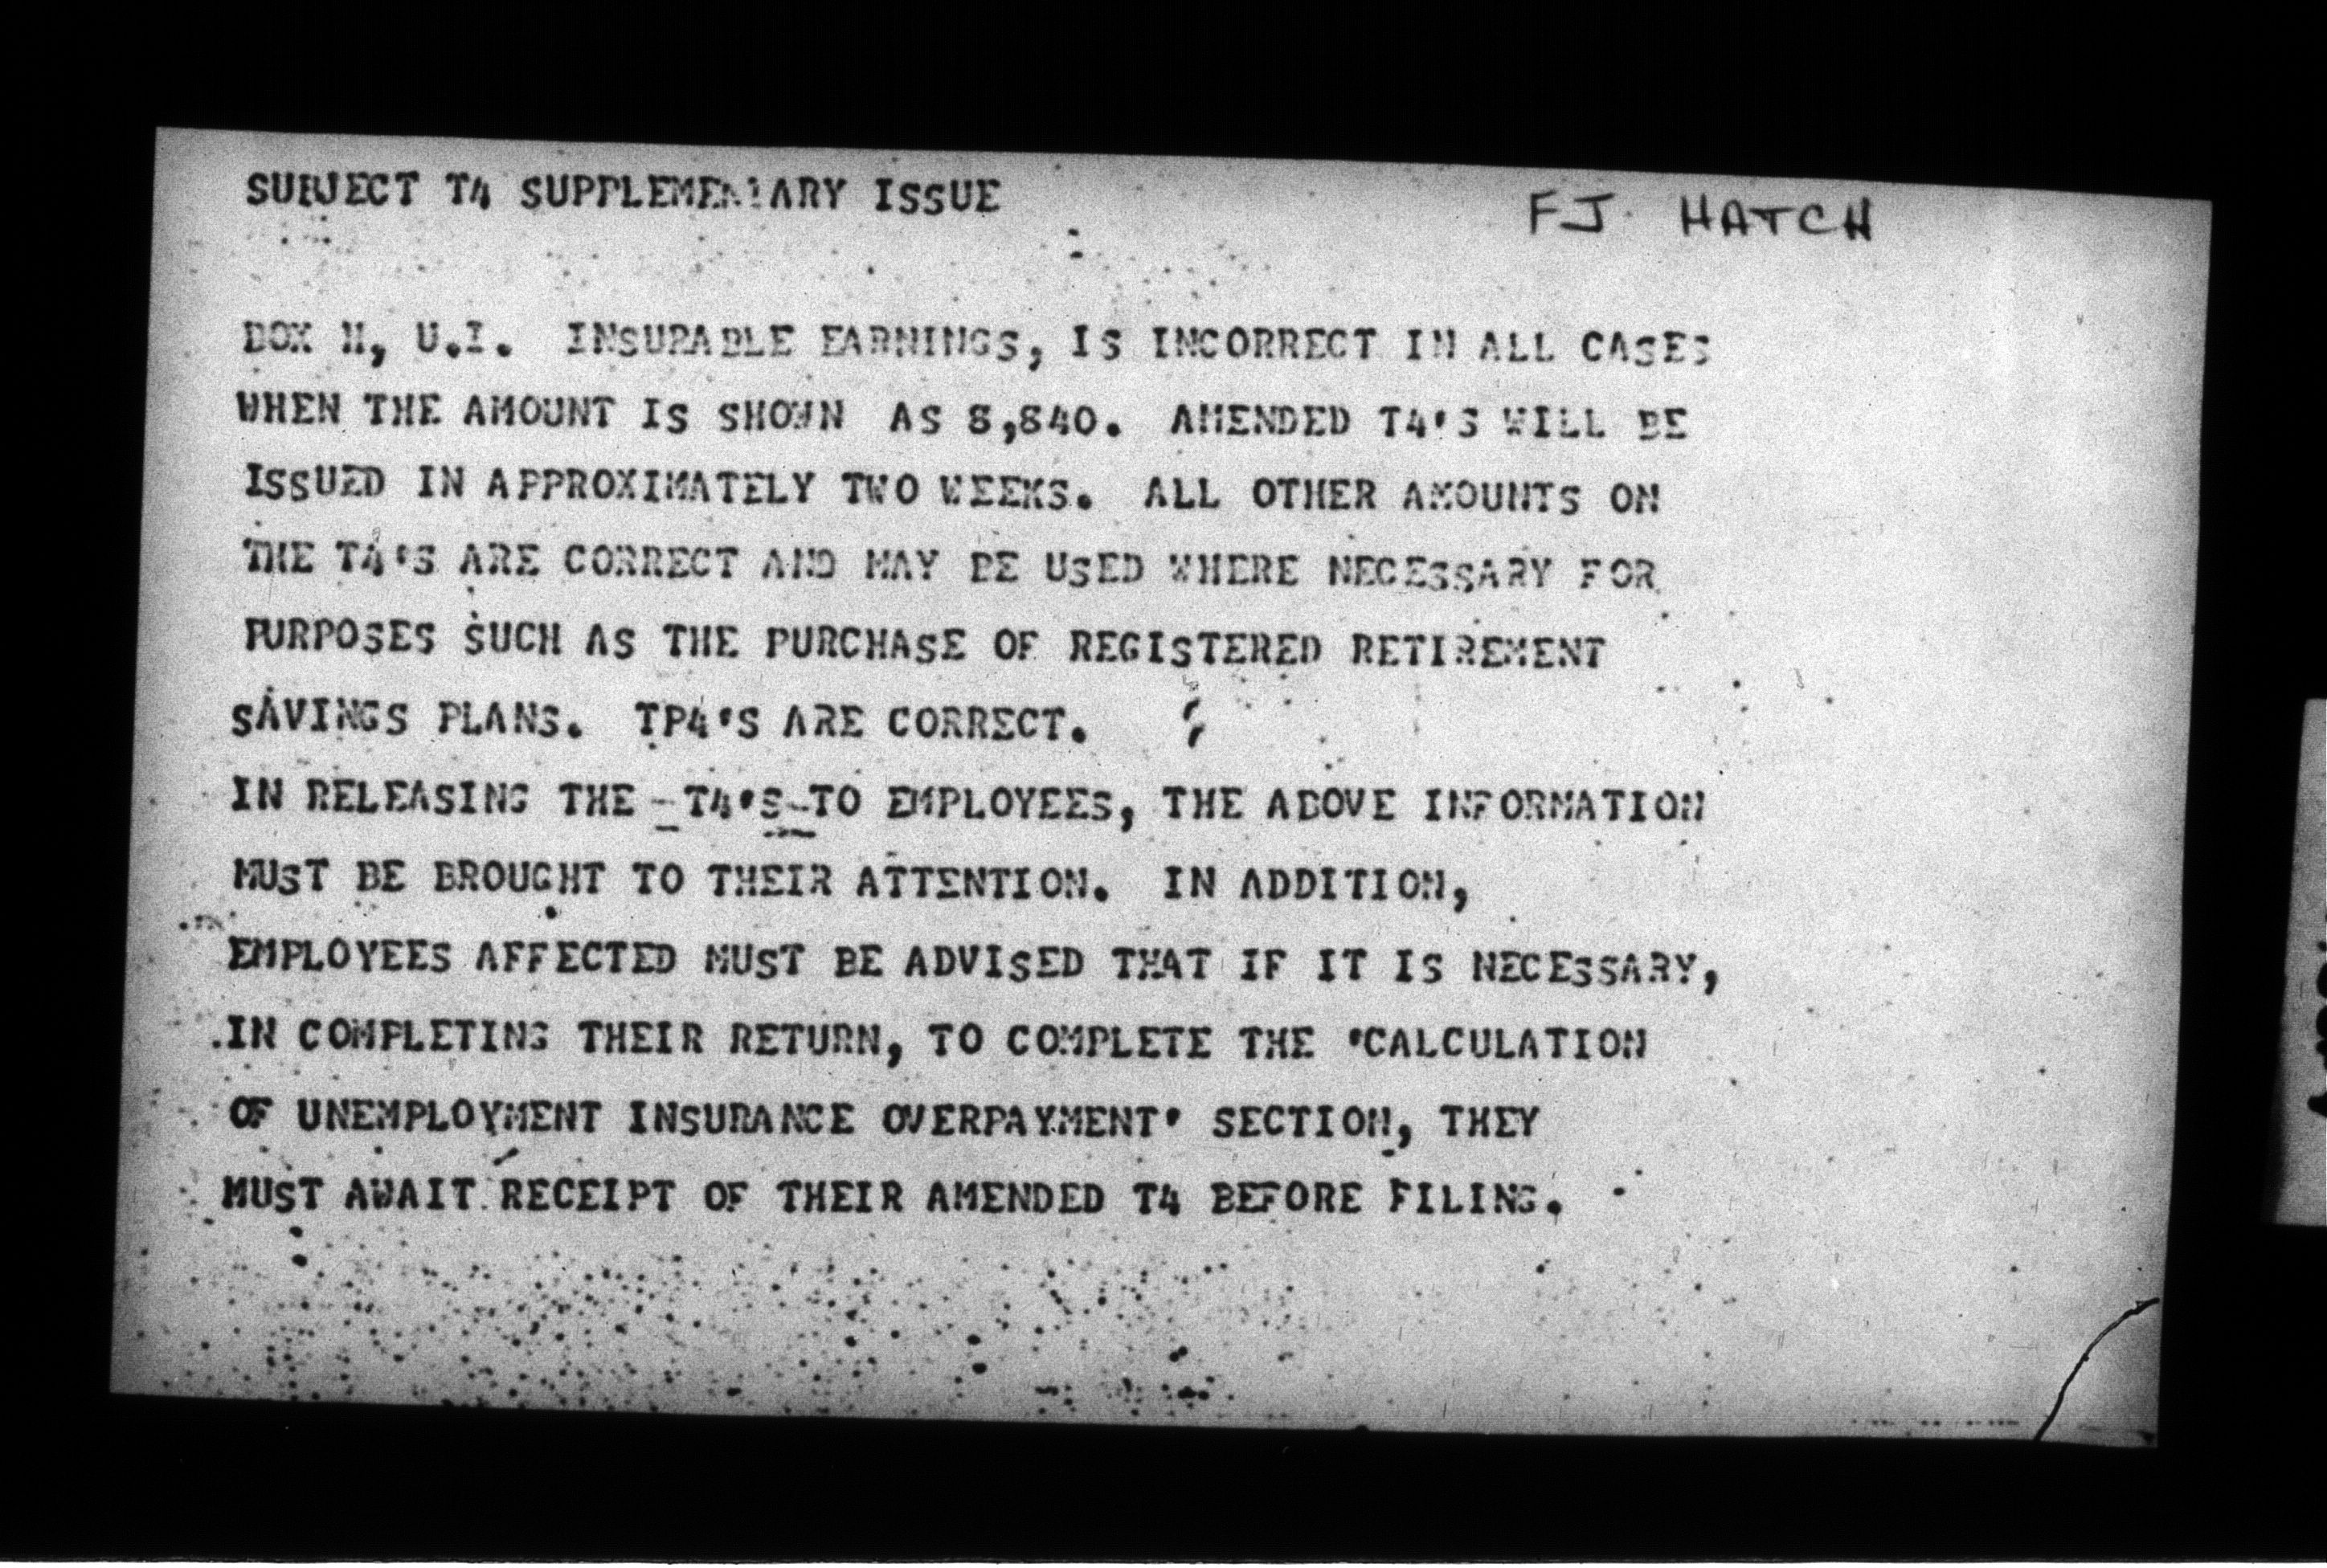 SUBJECT T4 SUPPLEMENTARY ISSUE
FJ HATCH
BOX H, U.I. INSURABLE EARNINGS, IS INCORRECT IN ALL CASES
WHEN THE AMOUNT IS SHOWN AS 8,840. AMENDED T4'S WILL BE
ISSUED IN APPROXIMATELY TWO WEEKS. ALL OTHER AMOUNTS ON
THE T4'S ARE CORRECT AND MAY BE USED WHERE NECESSARY FOR
PURPOSES SUCH AS THE PURCHASE OF REGISTERED RETIREMENT
SAVINGS PLANS. TP4'S ARE CORRECT.
IN RELEASING THE -T4'S-TO EMPLOYEES, THE ABOVE INFORMATION
MUST BE BROUGHT TO THEIR ATTENTION. IN ADDITION,
EMPLOYEES AFFECTED MUST BE ADVISED THAT IF IT IS NECESSARY,
IN COMPLETING THEIR RETURN, TO COMPLETE THE 'CALCULATION
OF UNEMPLOYMENT INSURANCE OVERPAYMENT' SECTION, THEY
MUST AWAIT RECEIPT OF THEIR AMENDED T4 BEFORE FILING.